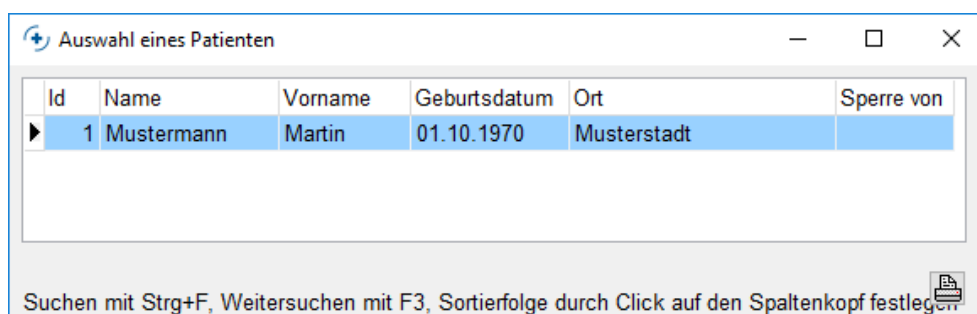 Auswahl eines Patienten
Id Name Vorname Geburtsdatum Ort Sperre von
1 Mustermann Martin 01.10.1970 Musterstadt
Suchen mit Strg+F, Weitersuchen mit F3, Sortierfolge durch Click auf den Spaltenkopf festlegen